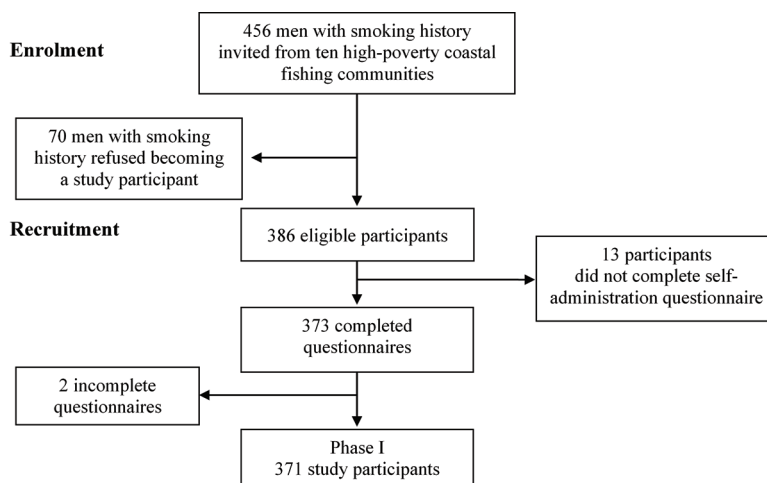 Enrolment
456 men with smoking history
invited from ten high-poverty coastal
fishing communities
70 men with smoking
history refused becoming
a study participant
Recruitment
386 eligible participants
13 participants
did not complete self-
administration questionnaire
373 completed
questionnaires
2 incomplete
questionnaires
Phase I
371 study participants